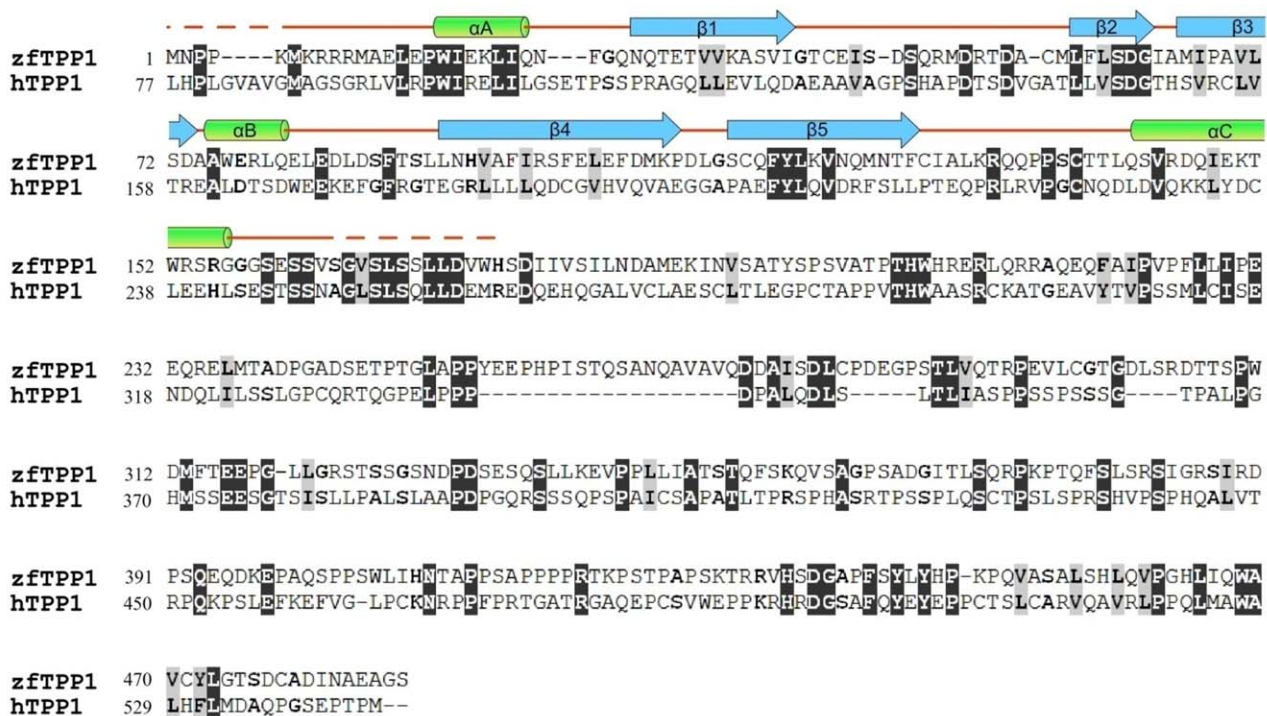 αA β1 β2 β3
zfTPP1 1 MNPP----KMKRRRMAELEPWIEKLIQN---FGQNQTETVVKASVIGTCEIS-DSQRMDRTDA-CMLFLSDGIAMIPAVL
hTPP1 77 LHPLGVAVGMAGSGRLVLRPWIRELILGSETPSSPRAGQLLEVLQDAEAAVAGPSHAPDTSDVGATLLVSDGTHSVRCLV
αB β4 β5 αC
zfTPP1 72 SDAAWERLQELEDLDSFTSLLNHVAFIRSFELEFDMKPDLGSCQFYLKVNQMNTFCIALKRQQPPSCTTLQSVRDQIEKT
hTPP1 158 TREALDTSDWEEKEFGFRGTEGRLLLLQDCGVHVQVAEGGAPAEFYLQVDRFSLLPTEQPRLRVPGCNQDLDVQKKLYDC
zfTPP1 152 WRSRGGGSESSVSGVSLSSLLDVWHSDIIVSILNDAMEKINVSATYSPSVATPTHWHRERLQRRAQEQFAIPVPFLLIPE
hTPP1 238 LEEHLSESTSSNAGLSLSQLLDEMREDQEHQGALVCLAESCLTLEGPCTAPPVTHWAASRCKATGEAVYTVPSSMLCISE
zfTPP1 232 EQRELMTADPGADSETPTGLAPPYEEPHPISTQSANQAVAVQDDAISDLCPDEGPSTLVQTRPEVLCGTGDLSRDTTSPW
hTPP1 318 NDQLILSSLGPCQRTQGPELPPP-------------------DPALQDLS-----LTLIASPPSSPSSSG----TPALPG
zfTPP1 312 DMFTEEPG-LLGRSTSSGSNDPDSESQSLLKEVPPLLIATSTQFSKQVSAGPSADGITLSQRPKPTQFSLSRSIGRSIRD
hTPP1 370 HMSSEESGTSISLLPALSLAAPDPGQRSSSQPSPAICSAPATLTPRSPHASRTPSSPLQSCTPSLSPRSHVPSPHQALVT
zfTPP1 391 PSQEQDKEPAQSPPSWLIHNTAPPSAPPPPRTKPSTPAPSKTRRVHSDGAPFSYLYHP-KPQVASALSHLQVPGHLIQWA
hTPP1 450 RPQKPSLEFKEFVG-LPCKNRPPFPRTGATRGAQEPCSVWEPPKRHRDGSAFQYEYEPPCTSLCARVQAVRLPPQLMAWA
zfTPP1 470 VCYLGTSDCADINAEAGS
hTPP1 529 LHFLMDAQPGSEPTPM--